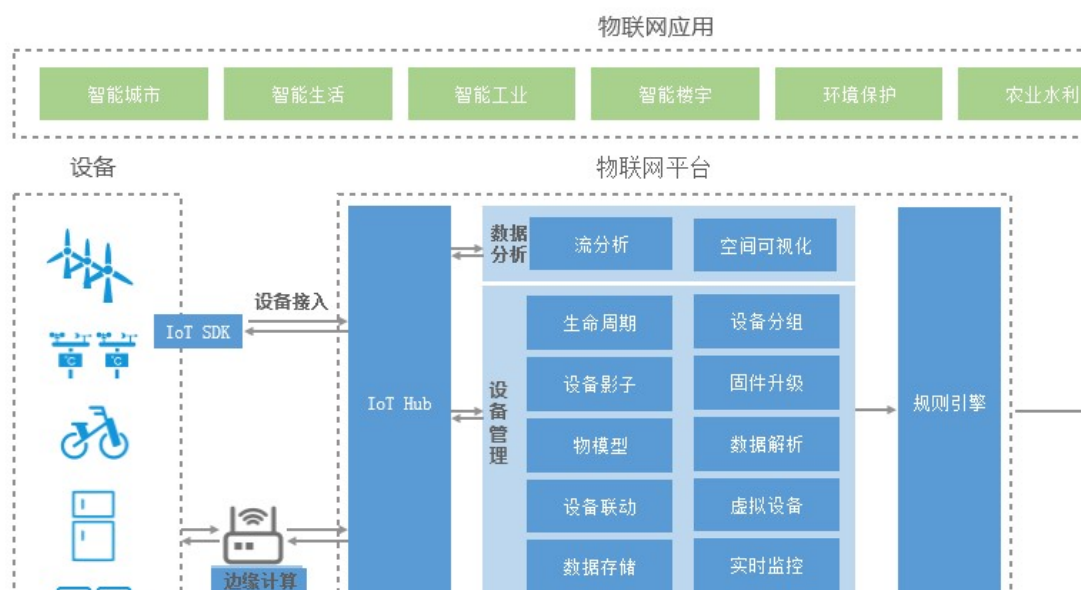 物联网应用
智能城市
智能生活
智能工业
智能楼宇
环境保护
农业水利
设备
物联网平台
设备接入
IoT SDK
边缘计算
IoT Hub
数据
分析
流分析
空间可视化
设备管理
生命周期
设备分组
设备影子
固件升级
物模型
数据解析
设备联动
虚拟设备
数据存储
实时监控
规则引擎
℃
℃